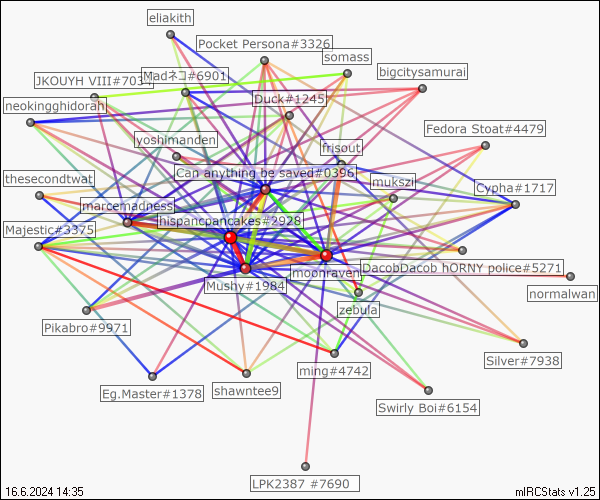 eliakith
Pocket Persona#3326
somass
Madネコ#6901
bigcitysamurai
JKOUYH VIII#7034
neokingghidorah
Duck#1245
Fedora Stoat#4479
yoshimanden
frjsout
Can anything be saved#0396
thesecondtwat
mukszi
Cypha#1717
marcemadness
hispancpancakes#2928
Majestic#3375
moonraven
DacobDacob hORNY police#5271
Mushy#1984
normalwan
zebula
Pikabro#9971
Silver#7938
ming#4742
Eg.Master#1378
shawntee9
Swirly Boi#6154
LPK2387 #7690
16.6.2024 14:35
mIRCStats v1.25